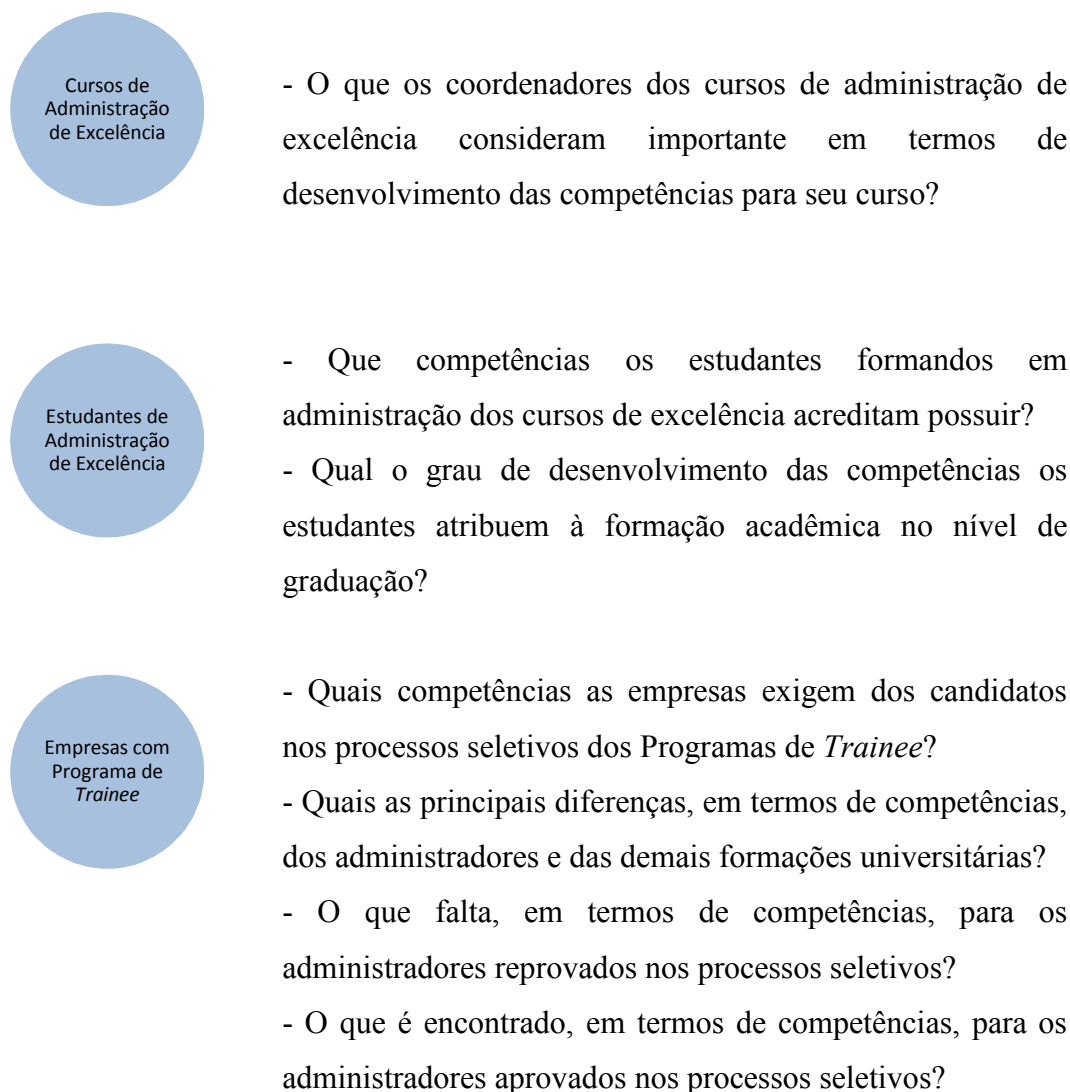 Cursos de
Administração
de Excelência
- O que os coordenadores dos cursos de administração de
excelência consideram importante em termos de
desenvolvimento das competências para seu curso?
Estudantes de
Administração
de Excelência
- Que competências os estudantes formandos em
administração dos cursos de excelência acreditam possuir?
- Qual o grau de desenvolvimento das competências os
estudantes atribuem à formação acadêmica no nível de
graduação?
Empresas com
Programa de
Trainee
- Quais competências as empresas exigem dos candidatos
nos processos seletivos dos Programas de Trainee?
- Quais as principais diferenças, em termos de competências,
dos administradores e das demais formações universitárias?
- O que falta, em termos de competências, para os
administradores reprovados nos processos seletivos?
- O que é encontrado, em termos de competências, para os
administradores aprovados nos processos seletivos?